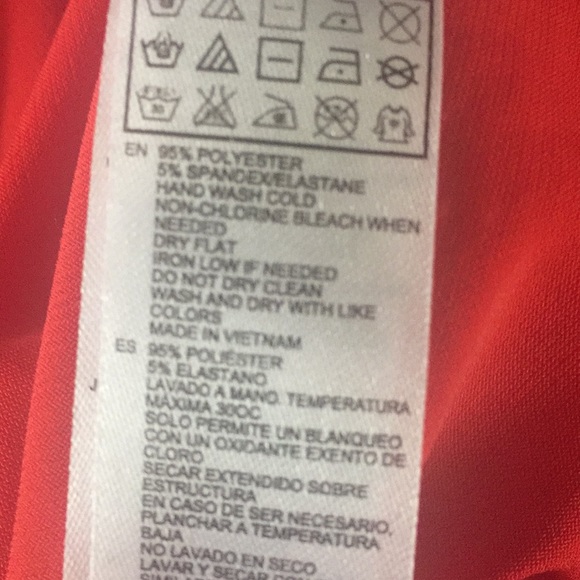 EN 95% POLYESTER
5% SPANDEX/ELASTANE
HAND WASH COLD
NON-CHLORINE BLEACH WHEN
NEEDED
DRY FLAT
IRON LOW IF NEEDED
DO NOT DRY CLEAN
WASH AND DRY WITH LIKE
COLORS
MADE IN VIETNAM
ES 95% POLIÉSTER
5% ELASTANO
LAVADO A MANO. TEMPERATURA
MÁXIMA 30OC
SOLO PERMITE UN BLANQUEO
CON UN OXIDANTE EXENTO DE
CLORO
SECAR EXTENDIDO SOBRE
ESTRUCTURA
EN CASO DE SER NECESARIO,
PLANCHAR A TEMPERATURA
BAJA
NO LAVADO EN SECO
LAVAR Y SECAR